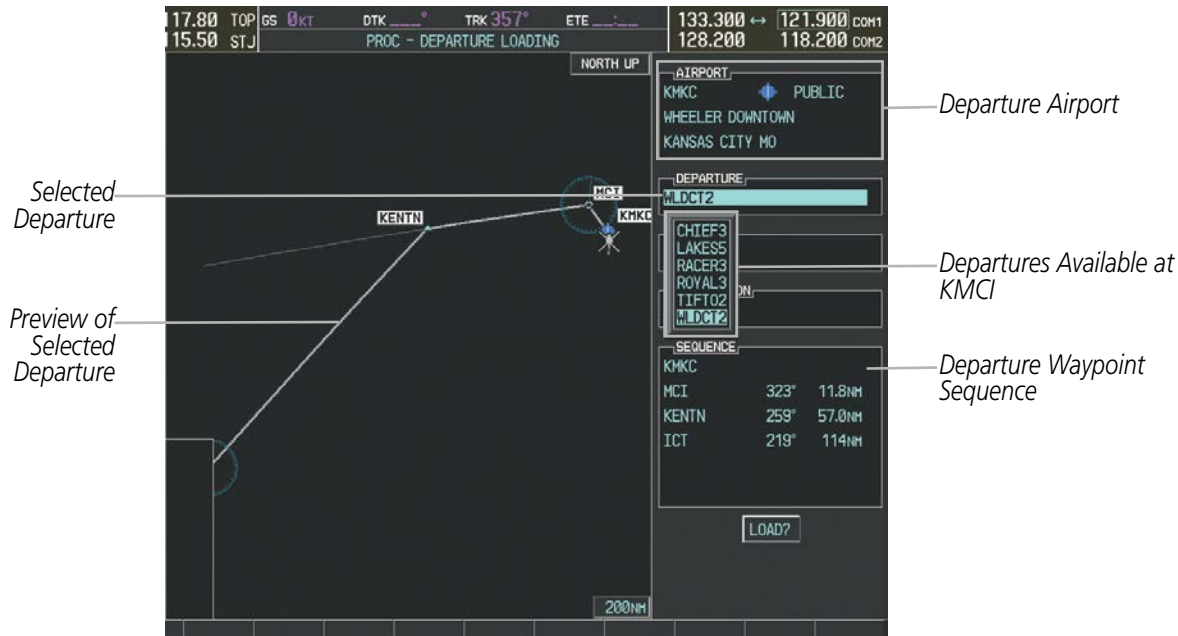 117.80 TOP GS 0KT DTK ___° TRK 357° ETE __:__ 133.300 ↔ 121.900 COM1
115.50 STJ PROC - DEPARTURE LOADING 128.200 118.200 COM2
NORTH UP
AIRPORT
KMKC PUBLIC
WHEELER DOWNTOWN
KANSAS CITY MO
Departure Airport
Selected
Departure
DEPARTURE
WLDCT2
MCI
KENTN
KMKC
CHIEF3
LAKES5
RACER3
ROYAL3
TIFTO2
WLDCT2
ON
Departures Available at
KMCI
Preview of
Selected
Departure
SEQUENCE
KMKC
MCI 323° 11.8NM
KENTN 259° 57.0NM
ICT 219° 114NM
Departure Waypoint
Sequence
LOAD?
200NM